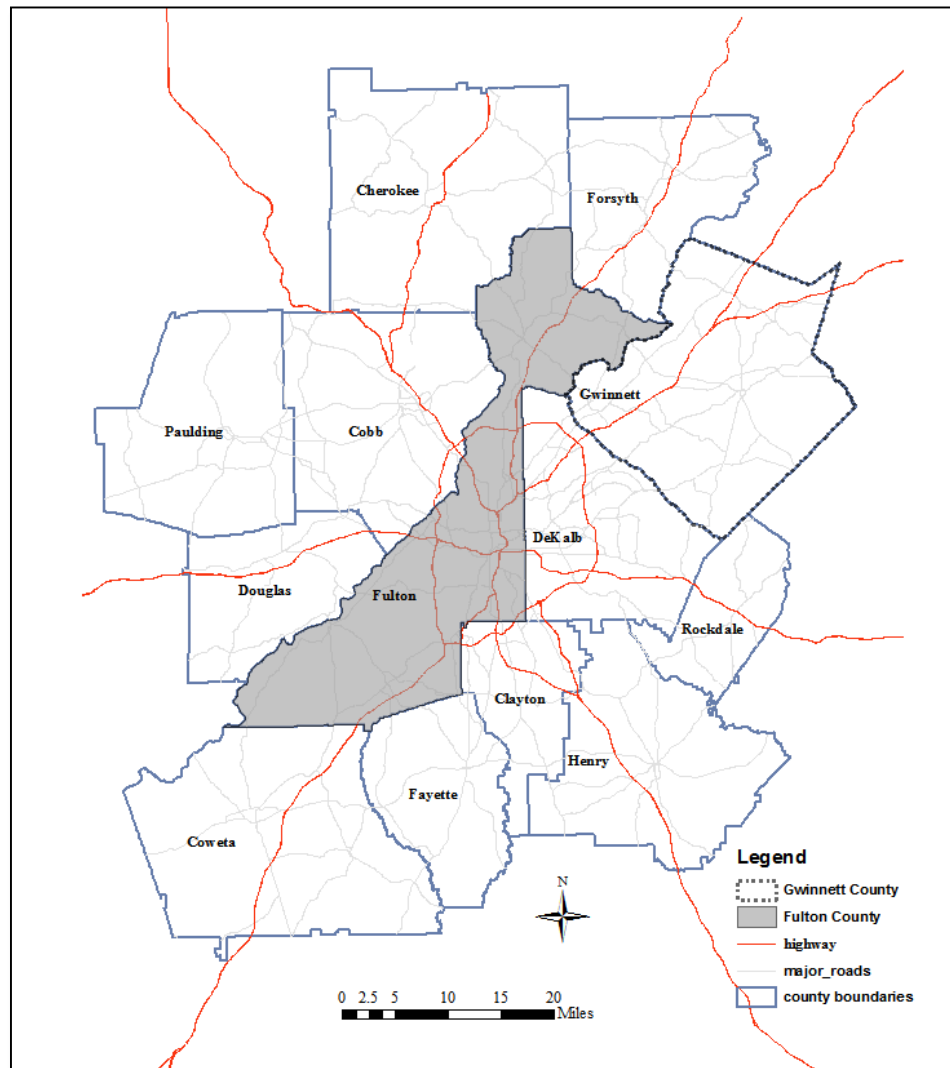 Cherokee
Forsyth
Gwinnett
Paulding
Cobb
DeKalb
Douglas
Fulton
Rockdale
Clayton
Henry
Fayette
Coweta
Legend
Gwinnett County
Fulton County
highway
major_roads
county boundaries
N
0 2.5 5 10 15 20
Miles